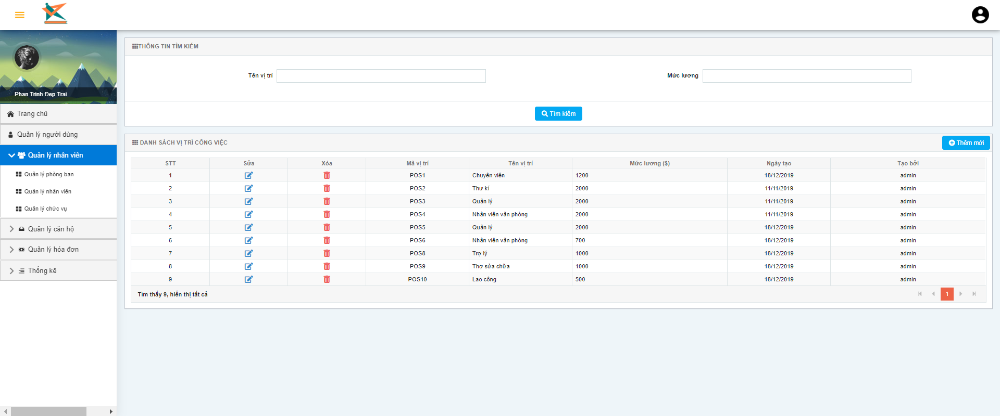 Phan Trịnh Đẹp Trai
Trang chủ
Quản lý người dùng
Quản lý nhân viên
Quản lý phòng ban
Quản lý nhân viên
Quản lý chức vụ
Quản lý căn hộ
Quản lý hóa đơn
Thống kê
THÔNG TIN TÌM KIẾM
Tên vị trí
Mức lương
Tìm kiếm
DANH SÁCH VỊ TRÍ CÔNG VIỆC
Thêm mới
STT Sửa Xóa Mã vị trí Tên vị trí Mức lương ($) Ngày tạo Tạo bởi
1 POS1 Chuyên viên 1200 18/12/2019 admin
2 POS2 Thư kí 2000 11/11/2019 admin
3 POS3 Quản lý 2000 11/11/2019 admin
4 POS4 Nhân viên văn phòng 2000 11/11/2019 admin
5 POS5 Quản lý 2000 18/12/2019 admin
6 POS6 Nhân viên văn phòng 700 18/12/2019 admin
7 POS8 Trợ lý 1000 18/12/2019 admin
8 POS9 Thợ sửa chữa 1000 18/12/2019 admin
9 POS10 Lao công 500 18/12/2019 admin
Tìm thấy 9, hiển thị tất cả
1